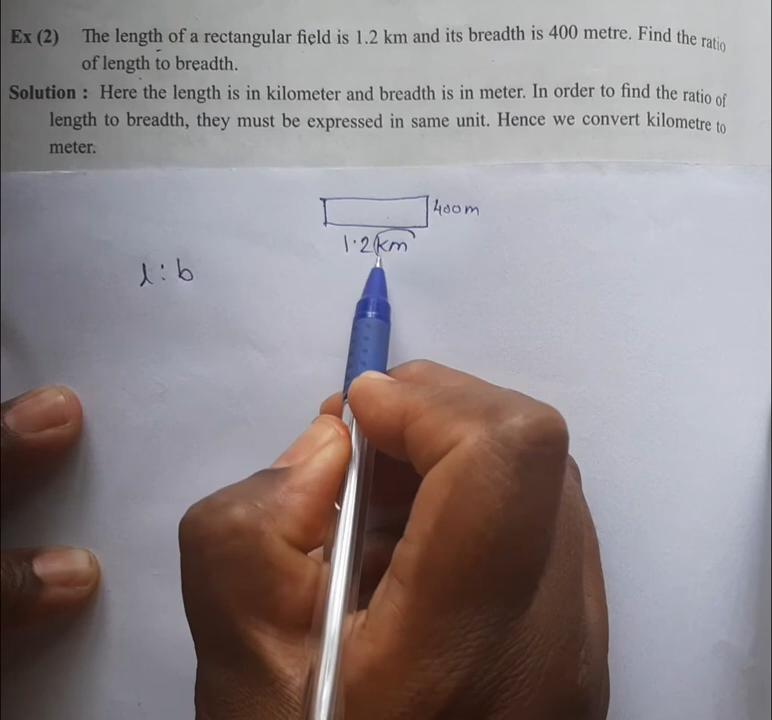 Ex (2) The length of a rectangular field is 1.2 km and its breadth is 400 metre. Find the ratio
of length to breadth.
Solution : Here the length is in kilometer and breadth is in meter. In order to find the ratio of
length to breadth, they must be expressed in same unit. Hence we convert kilometre to
meter.
400m
1.2km
l:b